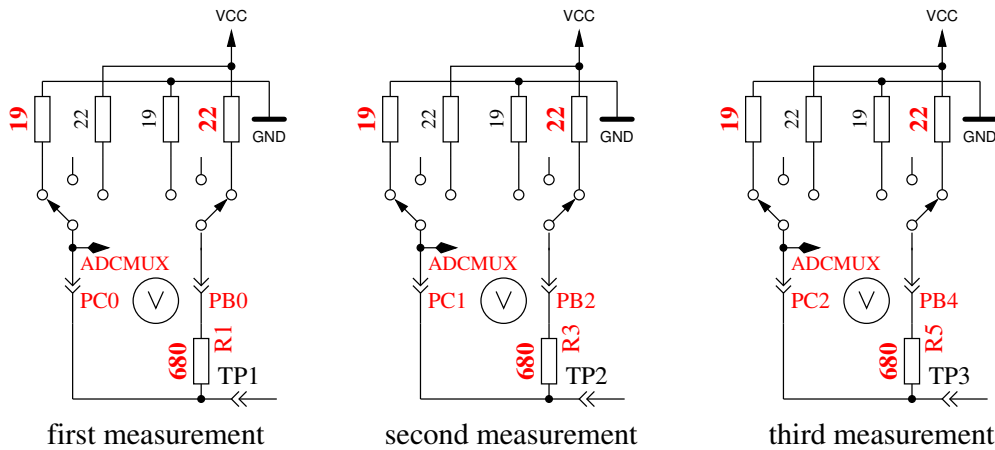 VCC
19
22
19
22
GND
ADCMUX
PC0
V
PB0
680
R1
TP1
first measurement
VCC
19
22
19
22
GND
ADCMUX
PC1
V
PB2
680
R3
TP2
second measurement
VCC
19
22
19
22
GND
ADCMUX
PC2
V
PB4
680
R5
TP3
third measurement